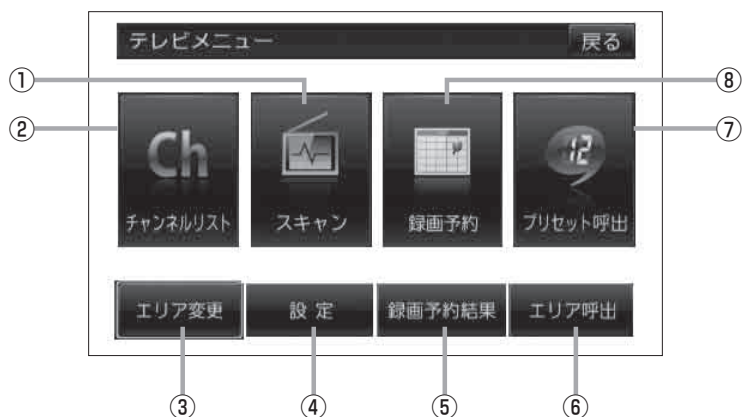 テレビメニュー 戻る
① ⑧
② ⑦
Ch 12
チャンネルリスト スキャン 録画予約 プリセット呼出
エリア変更 設 定 録画予約結果 エリア呼出
③ ④ ⑤ ⑥